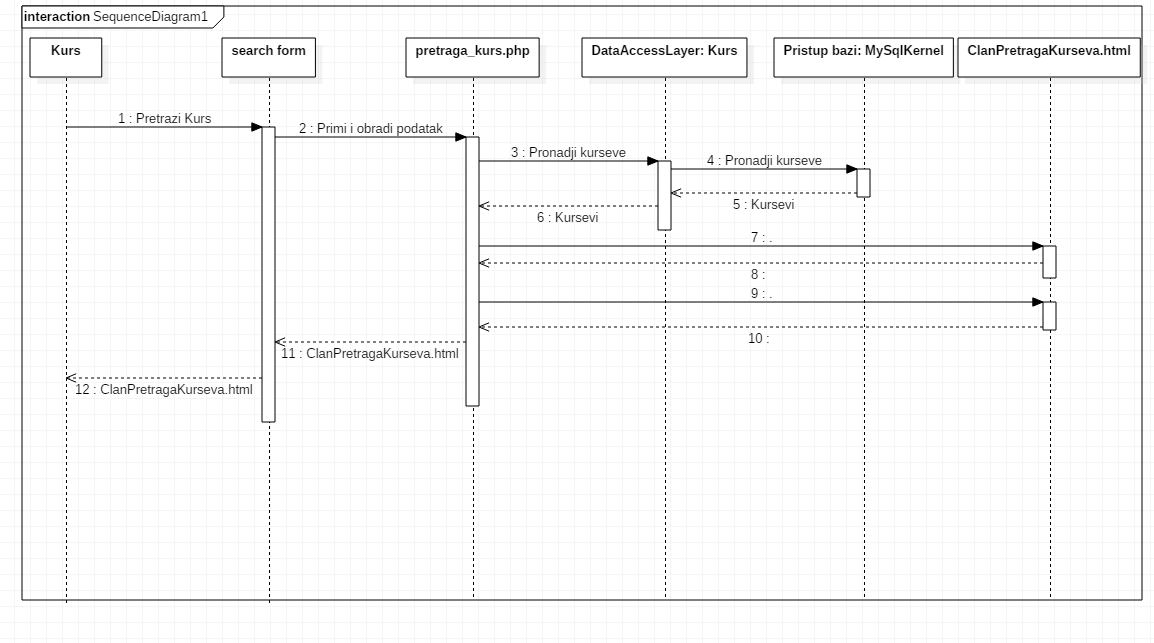 interaction SequenceDiagram1
Kurs
search form
pretraga_kurs.php
DataAccessLayer: Kurs
Pristup bazi: MySqlKernel
ClanPretragaKurseva.html
1 : Pretrazi Kurs
2 : Primi i obradi podatak
3 : Pronadji kurseve
4 : Pronadji kurseve
5 : Kursevi
6 : Kursevi
7 : .
8 :
9 : .
10 :
11 : ClanPretragaKurseva.html
12 : ClanPretragaKurseva.html